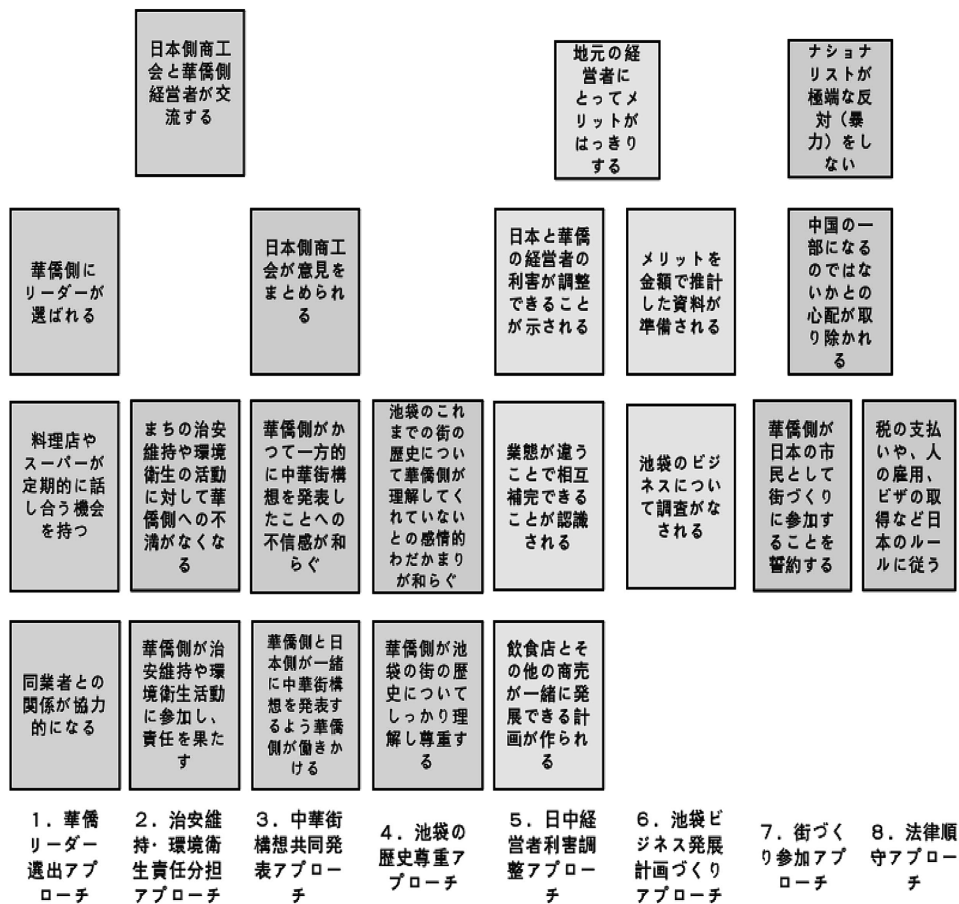 日本側商工
会と華僑側
経営者が交
流する
地元の経
営者に
とってメ
リットが
はっきり
する
ナショナ
リストが
極端な反
対（暴
力）をし
ない
華僑側に
リーダーが
選ばれる
日本側商工
会が意見を
まとめられ
る
日本と華僑
の経営者の
利害が調整
できること
が示される
メリットを
金額で推計
した資料が
準備される
中国の一
部になる
のではな
いかとの
心配が取
り除かれ
る
料理店や
スーパーが
定期的に話
し合う機会
を持つ
まちの治安
維持や環境
衛生の活動
に対して華
僑側への不
満がなくな
る
華僑側がか
つて一方的
に中華街構
想を発表し
たことへの
不信感が和
らぐ
池袋のこれ
までの街の
歴史につい
て華僑側が
理解してく
れていない
との感情的
わだかまり
が和らぐ
業態が違う
ことで相互
補完できる
ことが認識
される
池袋のビジ
ネスについ
て調査がな
される
華僑側が
日本の市
民として
街づくり
に参加す
ることを
誓約する
税の支払
いや、人
の雇用、
ビザの取
得など日
本のルー
ルに従う
同業者との
関係が協力
的になる
華僑側が治
安維持や環
境衛生活動
に参加し、
責任を果た
す
華僑側と日
本側が一緒
に中華街構
想を発表す
るよう華僑
側が働きか
ける
華僑側が池
袋の街の歴
史について
しっかり理
解し尊重す
る
飲食店とそ
の他の商売
が一緒に発
展できる計
画が作られ
る
１．華僑
リーダー
選出アプ
ローチ
２．治安維
持・環境衛
生責任分担
アプローチ
３．中華街
構想共同発
表アプロー
チ
４．池袋の
歴史尊重ア
プローチ
５．日中経
営者利害調
整アプロー
チ
６．池袋ビ
ジネス発展
計画づくり
アプローチ
７．街づく
り参加アプ
ローチ
８．法律順
守アプロー
チ